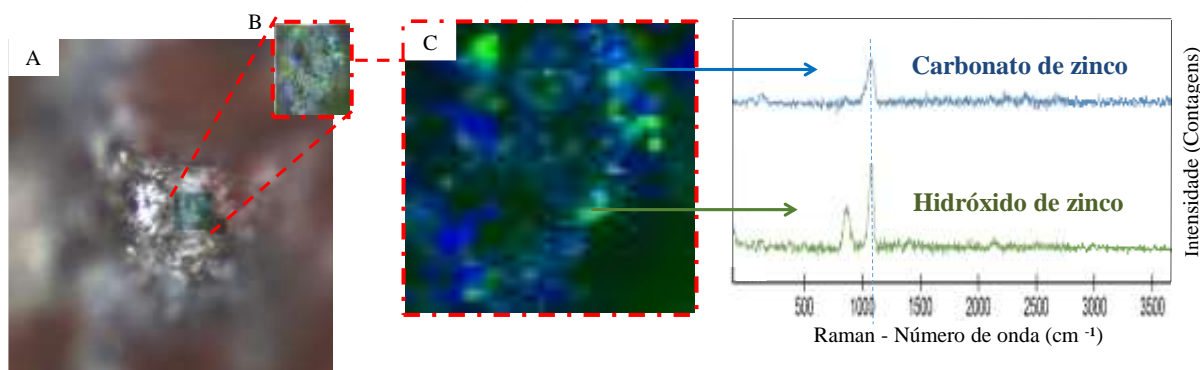 A
B
C
Carbonato de zinco
Hidróxido de zinco
Intensidade (Contagens)
500 1000 1500 2000 2500 3000 3500
Raman - Número de onda (cm ⁻¹)